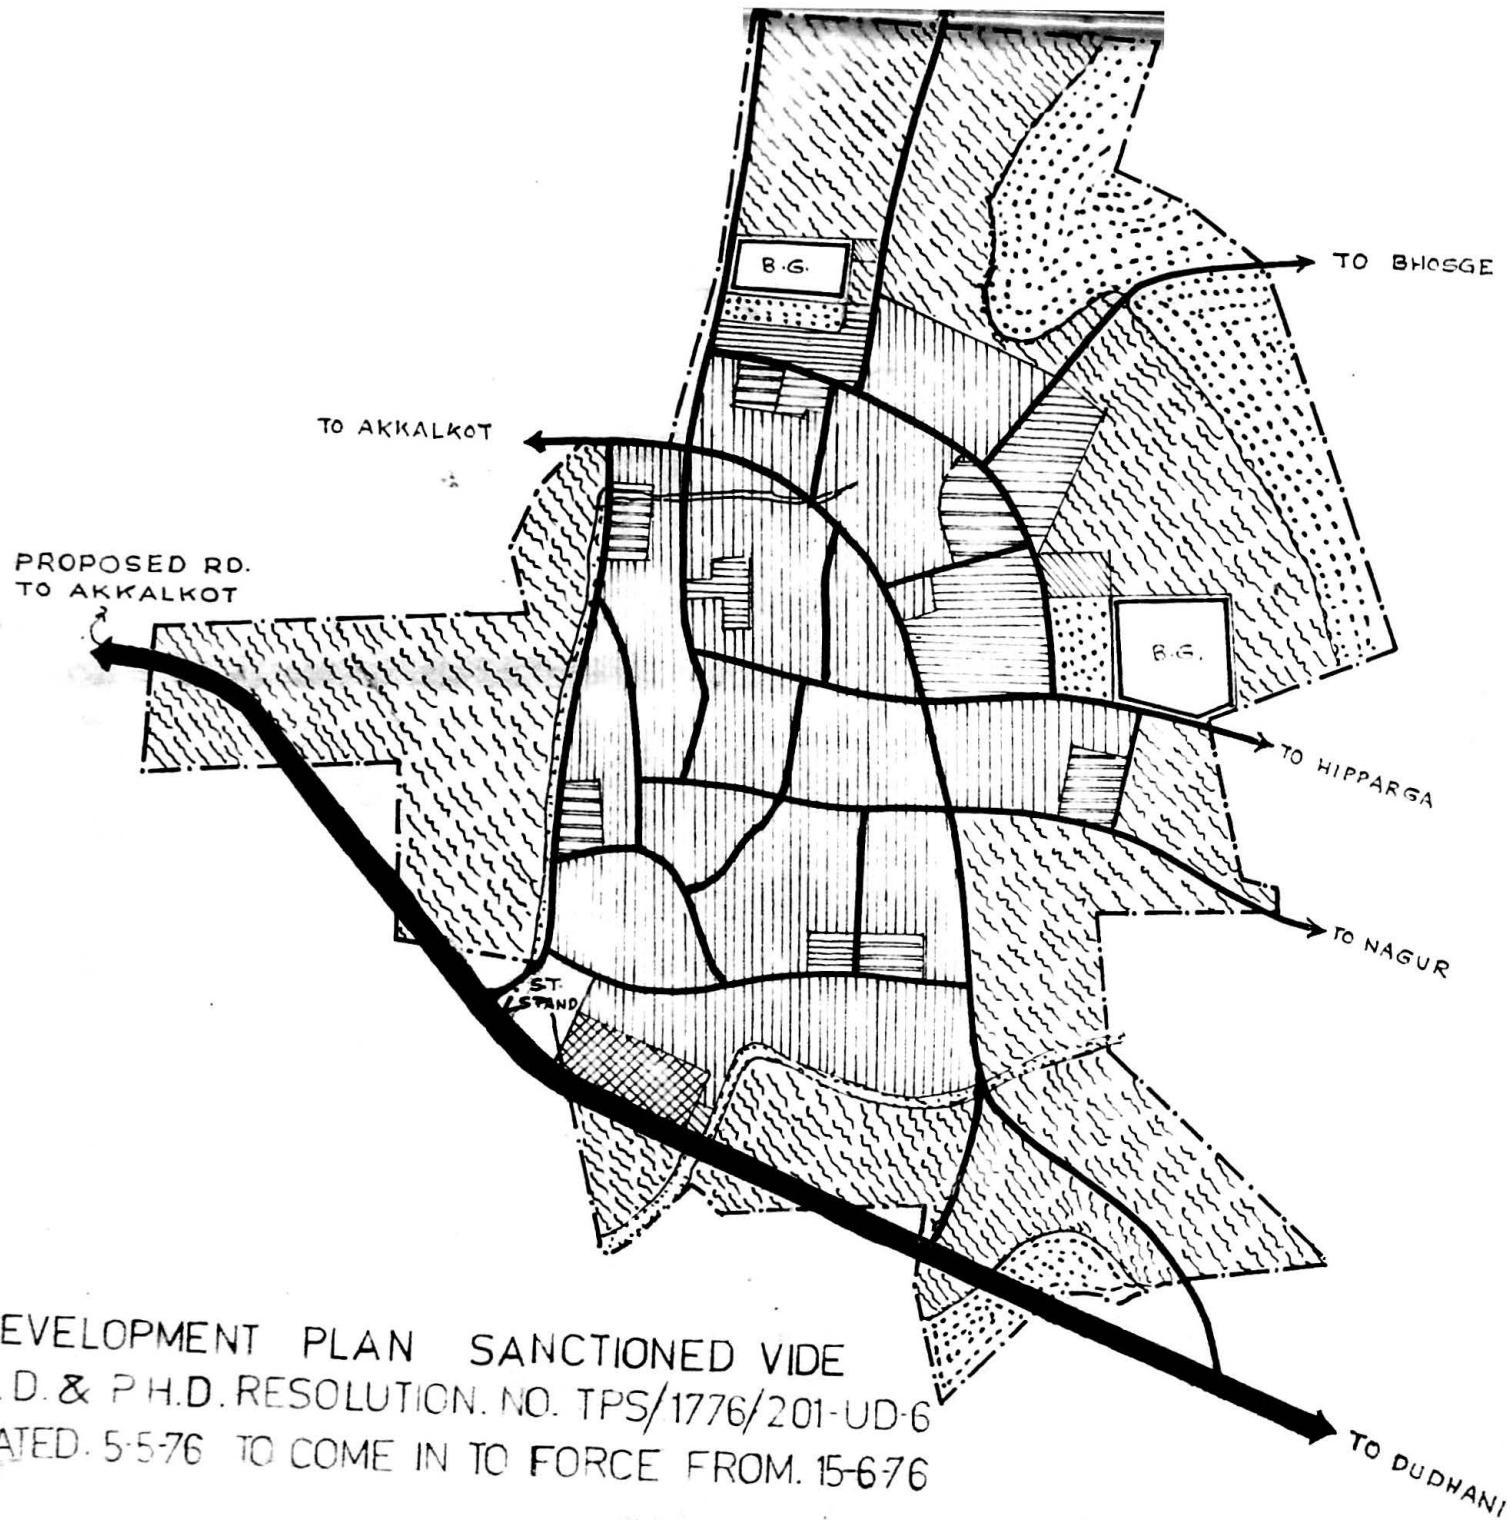 B.G.
TO BHOSGE
TO AKKALKOT
PROPOSED RD.
TO AKKALKOT
B.G.
TO HIPPARGA
TO NAGUR
S.T.
STAND
EVELOPMENT PLAN SANCTIONED VIDE
.D. & P.H.D. RESOLUTION. NO. TPS/1776/201-UD-6
ATED. 5-5-76 TO COME IN TO FORCE FROM. 15-6-76
TO DUDHANI